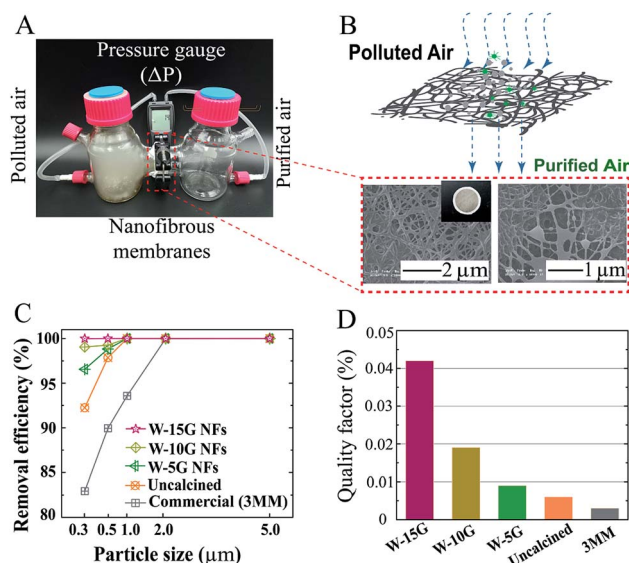 A
Pressure gauge
(ΔP)
Polluted air
Purified air
Nanofibrous
membranes
B
Polluted Air
Purified Air
2 μm
1 μm
C
Removal efficiency (%)
100
95
90
85
80
W-15G NFs
W-10G NFs
W-5G NFs
Uncalcined
Commercial (3MM)
0.3
0.5
1.0
2.0
5.0
Particle size (μm)
D
Quality factor (%)
0.05
0.04
0.03
0.02
0.01
0.00
W-15G
W-10G
W-5G
Uncalcined
3MM